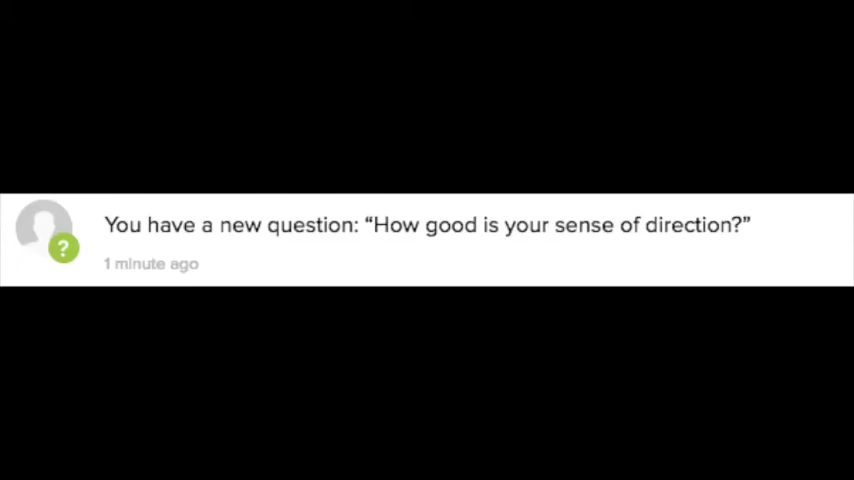 You have a new question: “How good is your sense of direction?”
?
1 minute ago